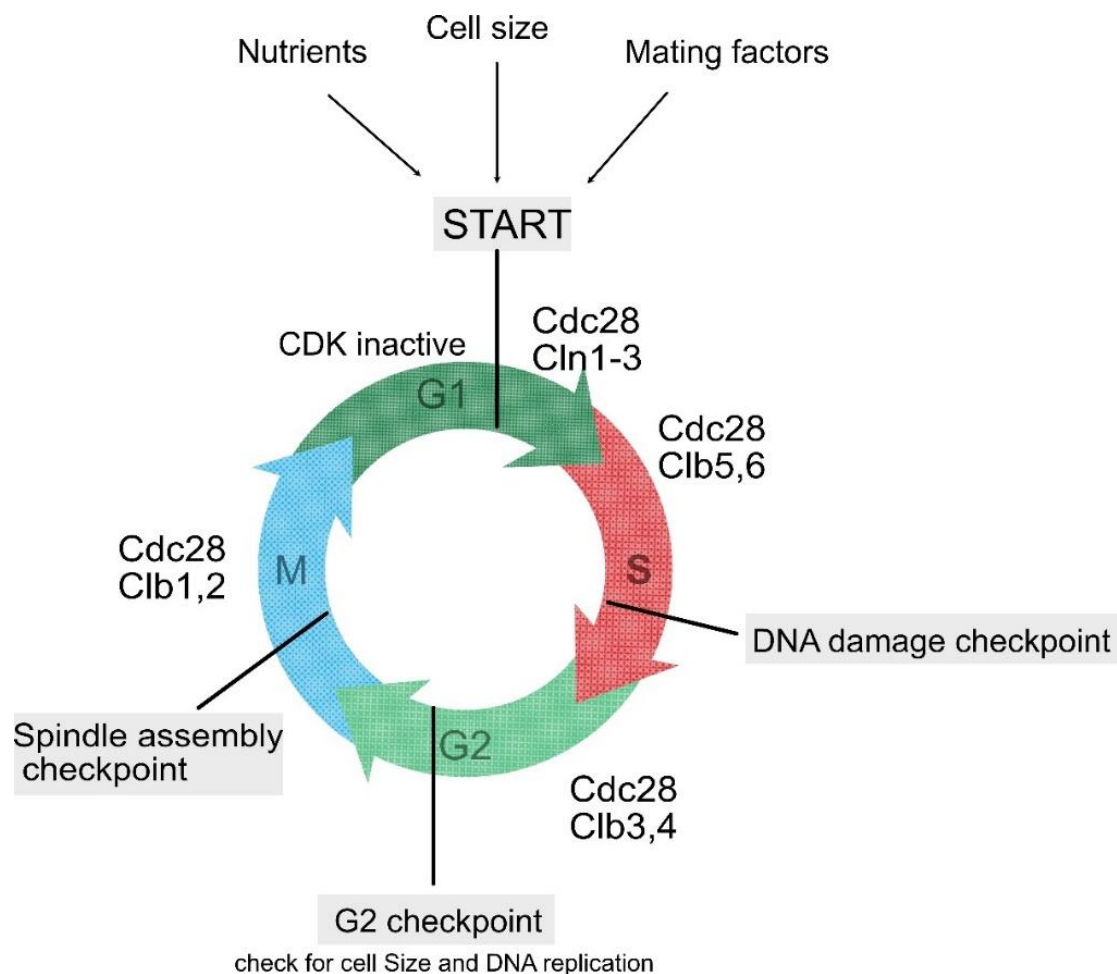 Cell size
Nutrients
Mating factors
START
Cdc28
Cln1-3
CDK inactive
G1
Cdc28
Clb5,6
Cdc28
Clb1,2
M
S
DNA damage checkpoint
Spindle assembly
checkpoint
G2
Cdc28
Clb3,4
G2 checkpoint
check for cell Size and DNA replication